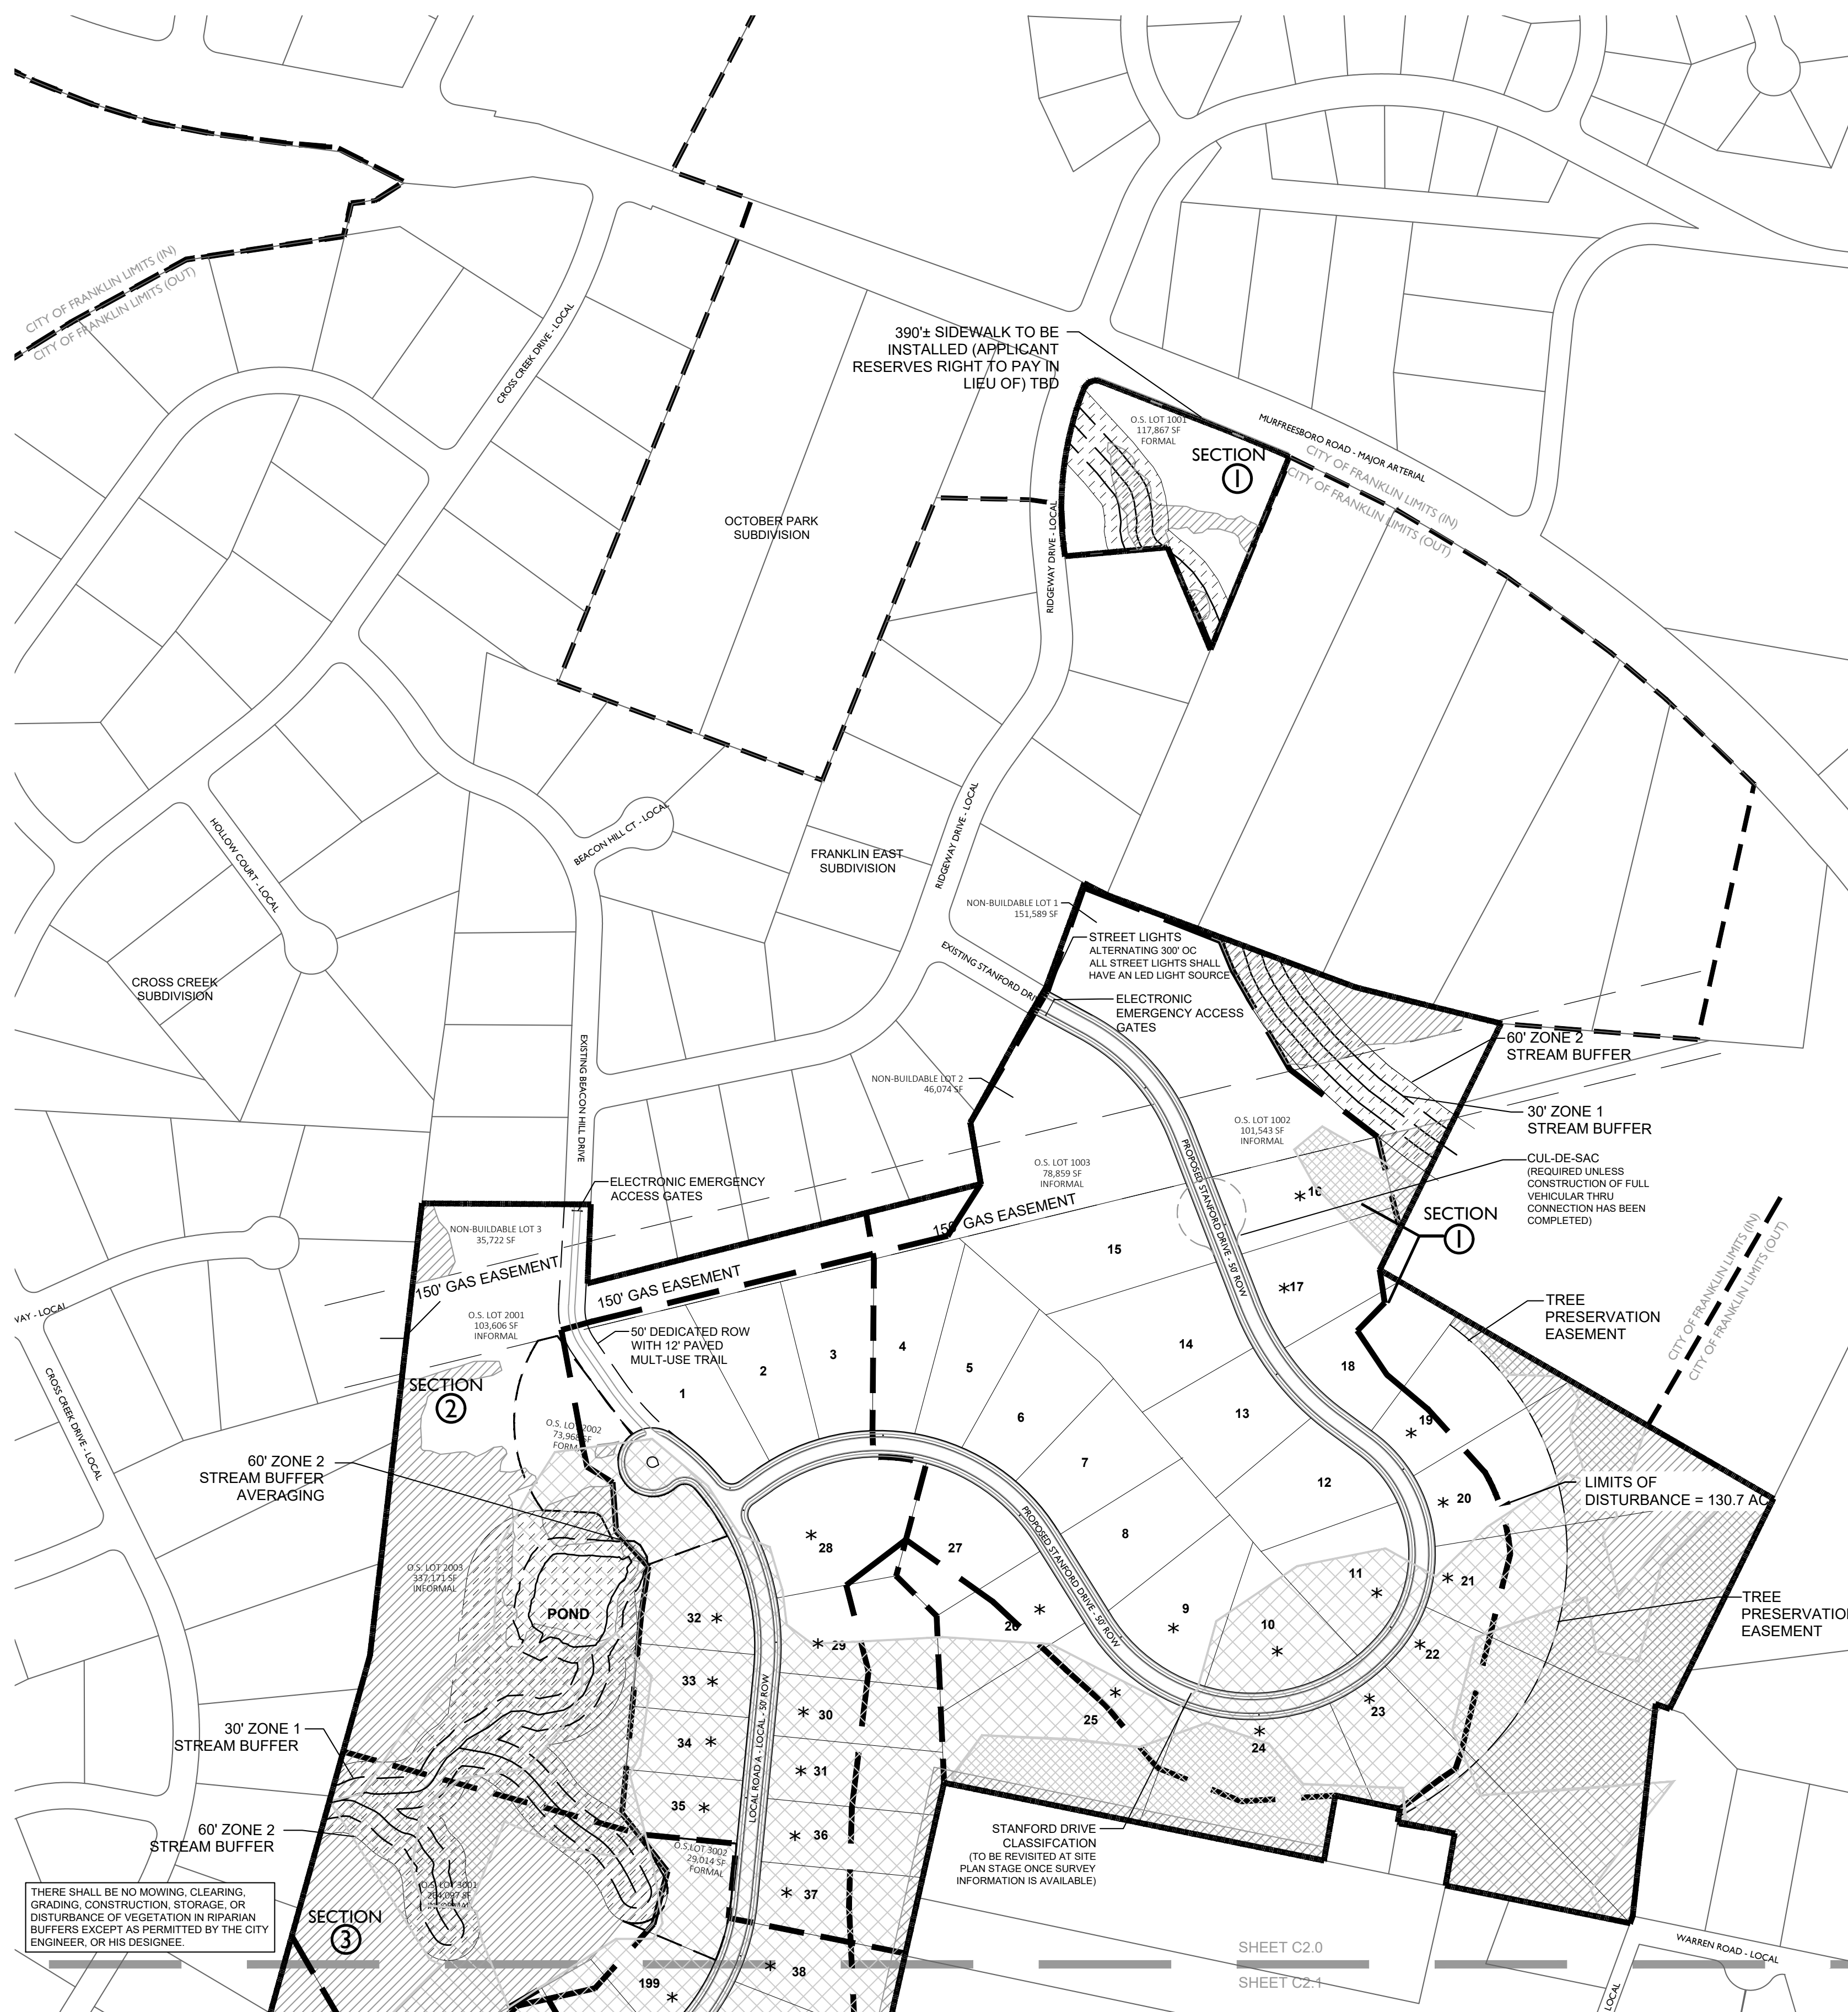 CITY OF FRANKLIN LIMITS (IN)
CITY OF FRANKLIN LIMITS (OUT)
CROSS CREEK DRIVE - LOCAL
390'± SIDEWALK TO BE
INSTALLED (APPLICANT
RESERVES RIGHT TO PAY IN
LIEU OF) TBD
O.S. LOT 1001
117,867 SF
FORMAL
SECTION
1
MURFREESBORO ROAD - MAJOR ARTERIAL
CITY OF FRANKLIN LIMITS (IN)
CITY OF FRANKLIN LIMITS (OUT)
OCTOBER PARK
SUBDIVISION
RIDGEWAY DRIVE - LOCAL
HOLLOW COURT - LOCAL
BEACON HILL CT - LOCAL
FRANKLIN EAST
SUBDIVISION
RIDGEWAY DRIVE - LOCAL
NON-BUILDABLE LOT 1
151,589 SF
STREET LIGHTS
ALTERNATING 300' OC
ALL STREET LIGHTS SHALL
HAVE AN LED LIGHT SOURCE
EXISTING STANFORD DRIVE
CROSS CREEK
SUBDIVISION
ELECTRONIC
EMERGENCY ACCESS
GATES
60' ZONE 2
STREAM BUFFER
EXISTING BEACON HILL DRIVE
NON-BUILDABLE LOT 2
46,074 SF
30' ZONE 1
STREAM BUFFER
O.S. LOT 1002
101,543 SF
INFORMAL
O.S. LOT 1003
78,859 SF
INFORMAL
PROPOSED STANFORD DRIVE - 50' ROW
CUL-DE-SAC
(REQUIRED UNLESS
CONSTRUCTION OF FULL
VEHICULAR THRU
CONNECTION HAS BEEN
COMPLETED)
ELECTRONIC EMERGENCY
ACCESS GATES
16
150' GAS EASEMENT
SECTION
1
NON-BUILDABLE LOT 3
35,722 SF
150' GAS EASEMENT
150' GAS EASEMENT
15
17
CITY OF FRANKLIN LIMITS (IN)
CITY OF FRANKLIN LIMITS (OUT)
WAY - LOCAL
O.S. LOT 2001
103,606 SF
INFORMAL
50' DEDICATED ROW
WITH 12' PAVED
MULT-USE TRAIL
TREE
PRESERVATION
EASEMENT
1
2
3
4
5
14
18
CROSS CREEK DRIVE - LOCAL
SECTION
2
O.S. LOT 2002
73,968 SF
FORMAL
6
13
19
60' ZONE 2
STREAM BUFFER
AVERAGING
7
12
20
LIMITS OF
DISTURBANCE = 130.7 AC
8
PROPOSED STANFORD DRIVE - 50' ROW
28
27
O.S. LOT 2003
337,171 SF
INFORMAL
POND
11
21
TREE
PRESERVATION
EASEMENT
32
29
26
9
10
22
33
30
25
23
24
30' ZONE 1
STREAM BUFFER
34
31
LOCAL ROAD A - LOCAL - 50' ROW
35
36
60' ZONE 2
STREAM BUFFER
O.S. LOT 3002
29,014 SF
FORMAL
STANFORD DRIVE
CLASSIFCATION
(TO BE REVISITED AT SITE
PLAN STAGE ONCE SURVEY
INFORMATION IS AVAILABLE)
O.S. LOT 3001
INFORMAL
37
THERE SHALL BE NO MOWING, CLEARING,
GRADING, CONSTRUCTION, STORAGE, OR
DISTURBANCE OF VEGETATION IN RIPARIAN
BUFFERS EXCEPT AS PERMITTED BY THE CITY
ENGINEER, OR HIS DESIGNEE.
SECTION
3
SHEET C2.0
SHEET C2.1
WARREN ROAD - LOCAL
LOCAL
199
38